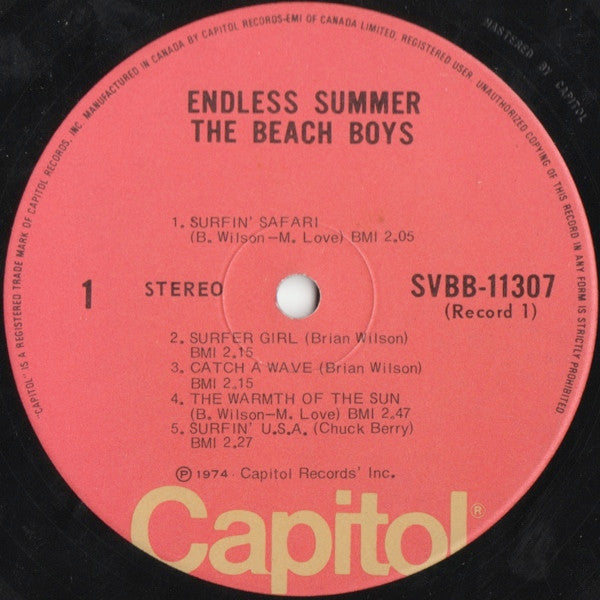 MANUFACTURED IN CANADA BY CAPITOL RECORDS-EMI OF CANADA LIMITED, REGISTERED USER. UNAUTHORIZED COPYING OF THIS RECORD IN ANY FORM IS STRICTLY PROHIBITED
"CAPITOL" IS A REGISTERED TRADE MARK OF CAPITOL RECORDS, INC.
MASTERED BY CAPITOL
ENDLESS SUMMER
THE BEACH BOYS
1. SURFIN' SAFARI
(B. Wilson—M. Love) BMI 2.05
1 STEREO SVBB-11307
(Record 1)
2. SURFER GIRL (Brian Wilson)
BMI 2.15
3. CATCH A WAVE (Brian Wilson)
BMI 2.15
4. THE WARMTH OF THE SUN
(B. Wilson—M. Love) BMI 2.47
5. SURFIN' U.S.A. (Chuck Berry)
BMI 2.27
Ⓟ 1974 · Capitol Records' Inc.
Capitol®